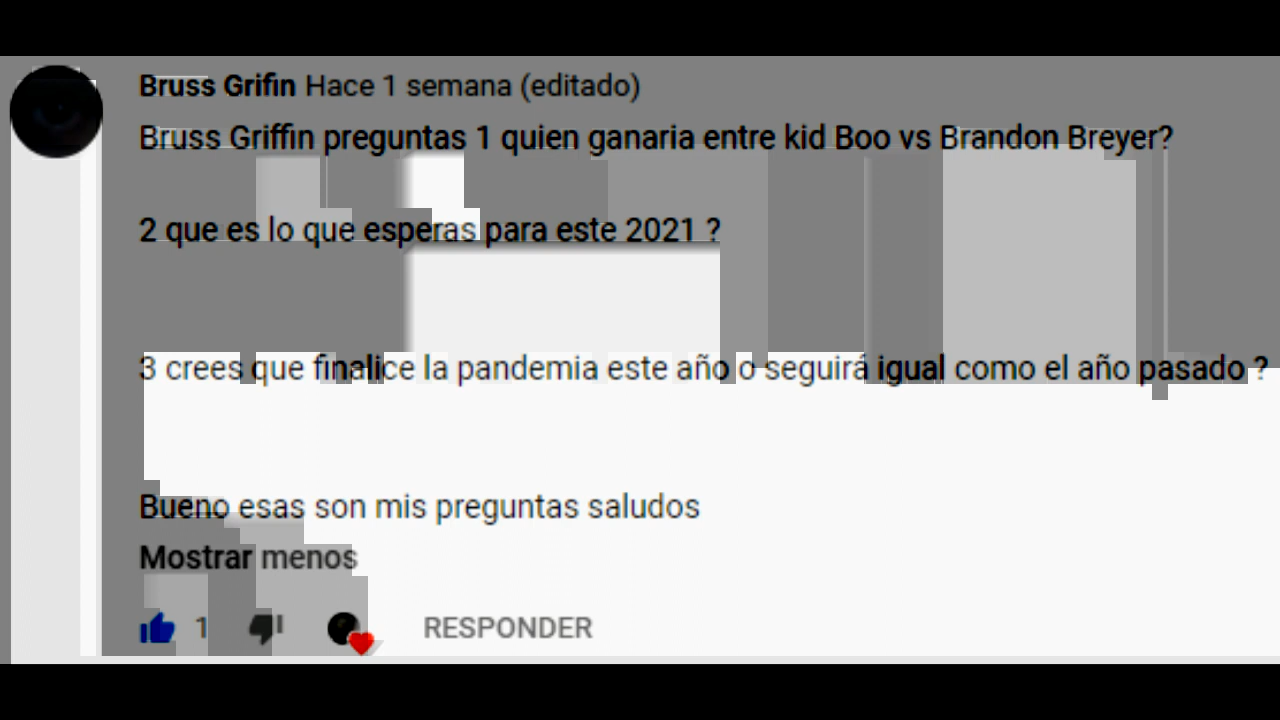 Bruss Grifin Hace 1 semana (editado)
Bruss Griffin preguntas 1 quien ganaria entre kid Boo vs Brandon Breyer?
2 que es lo que esperas para este 2021 ?
3 crees que finalice la pandemia este año o seguirá igual como el año pasado ?
Bueno esas son mis preguntas saludos
Mostrar menos
1 RESPONDER